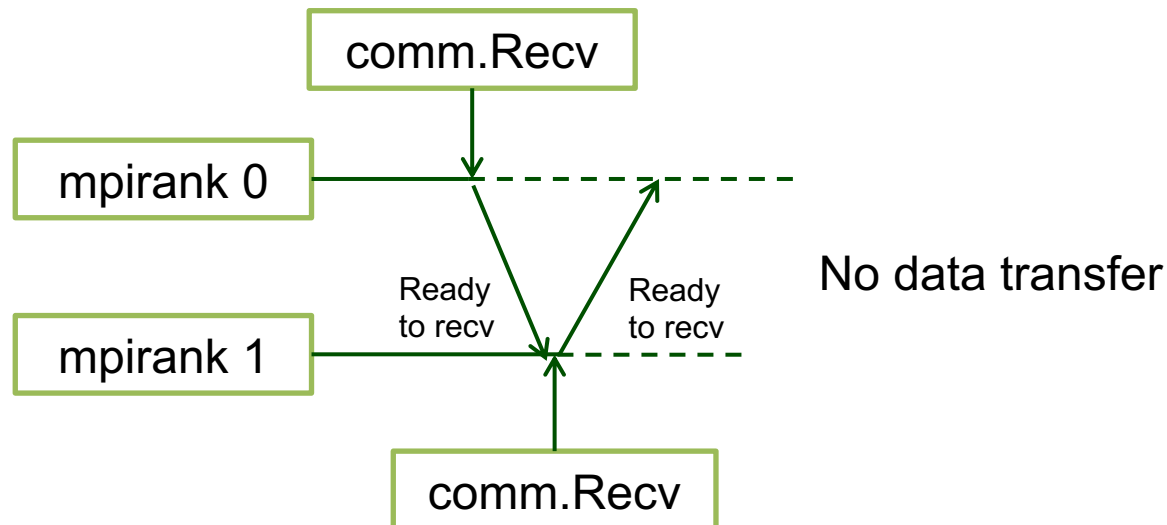 comm.Recv
mpirank 0
Ready
to recv
Ready
to recv
No data transfer
mpirank 1
comm.Recv